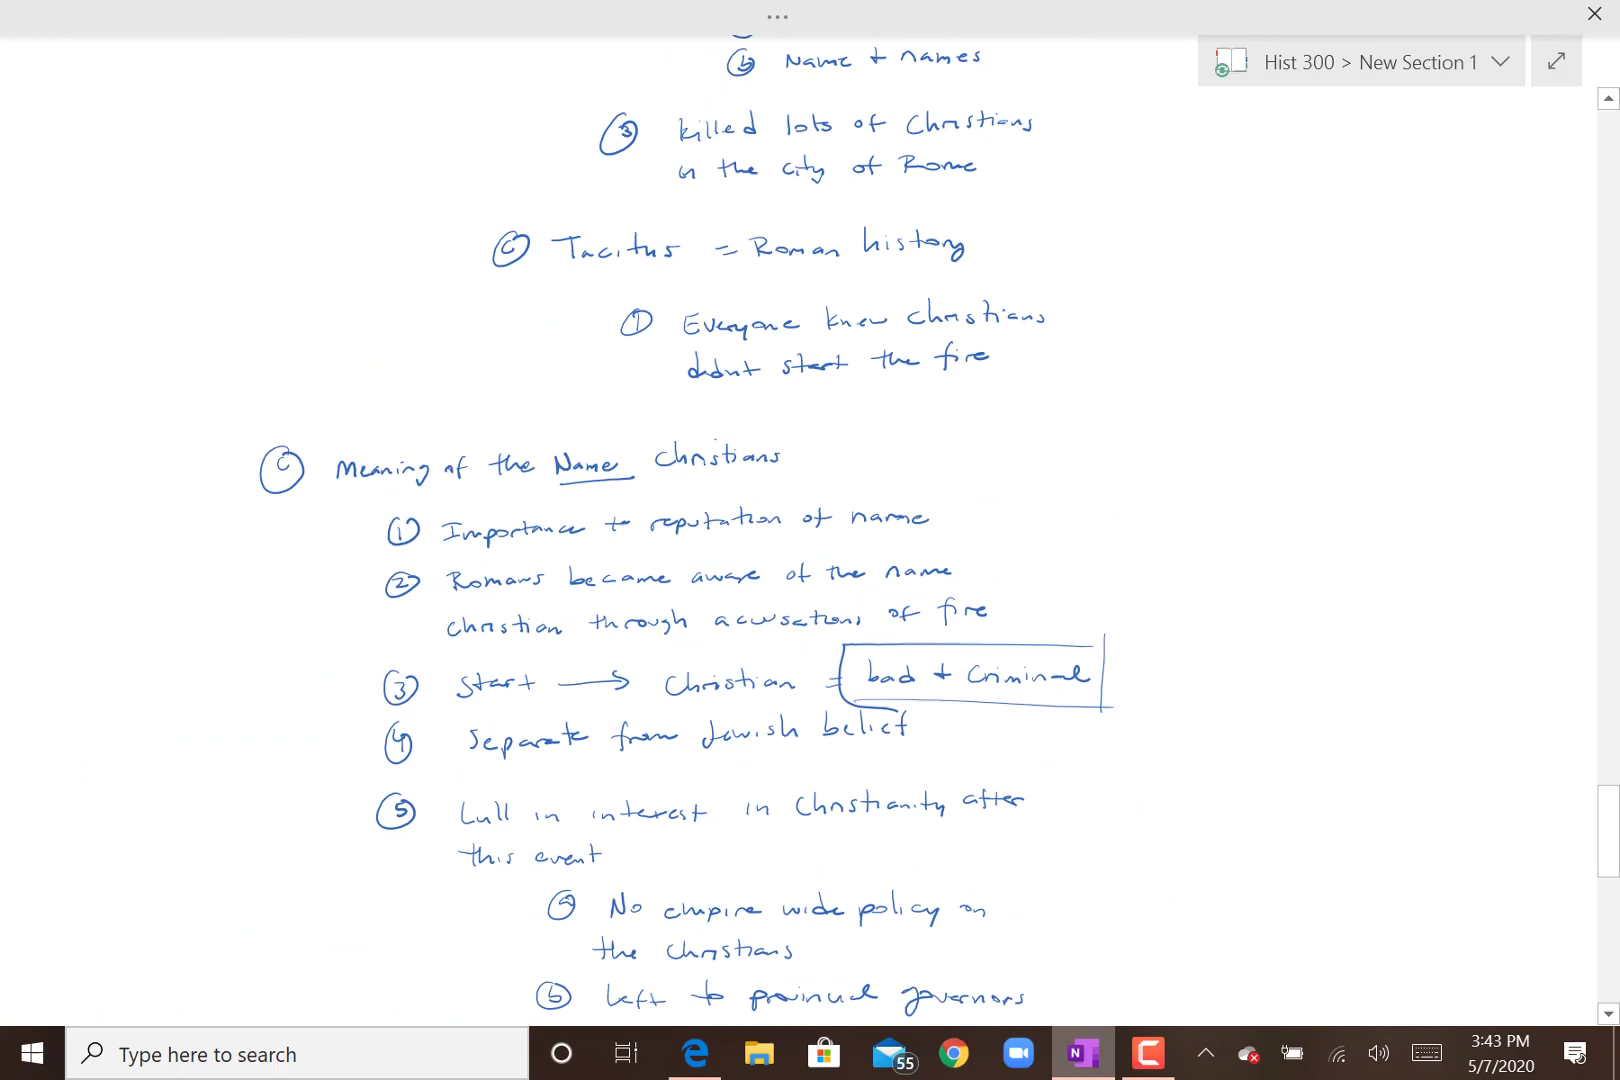 Hist 300 > New Section 1
b Name + names
3 killed lots of Christians
in the city of Rome
c Tacitus = Roman history
1 Everyone knew Christians
didnt start the fire
C Meaning of the Name Christians
1 Importance to reputation of name
2 Romans became aware of the name
christian through accusations of fire
3 Start → Christian = bad + Criminal
4 Separate from Jewish belief
5 Lull in interest in Christianity after
this event
a No empire wide policy on
the Christians
b Left to provincial governors
Type here to search
55
N
3:43 PM
5/7/2020